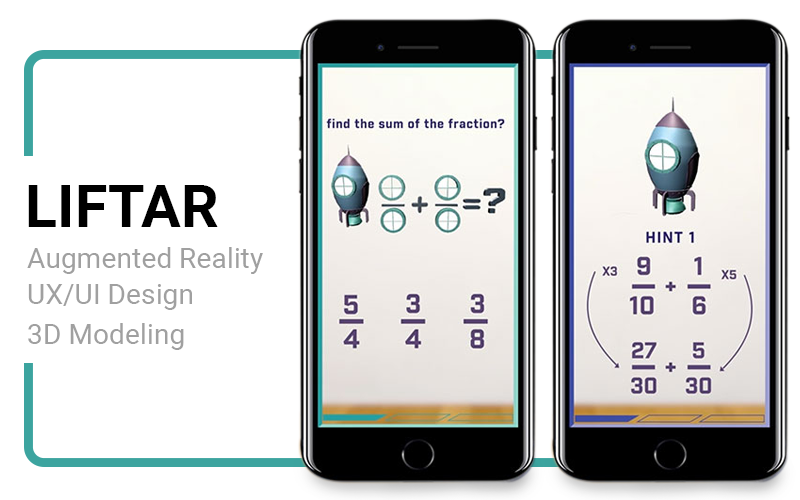 LIFTAR
Augmented Reality
UX/UI Design
3D Modeling
find the sum of the fraction?
+ =?
5/4 3/4 3/8
HINT 1
X3 9/10 + 1/6 X5
27/30 + 5/30